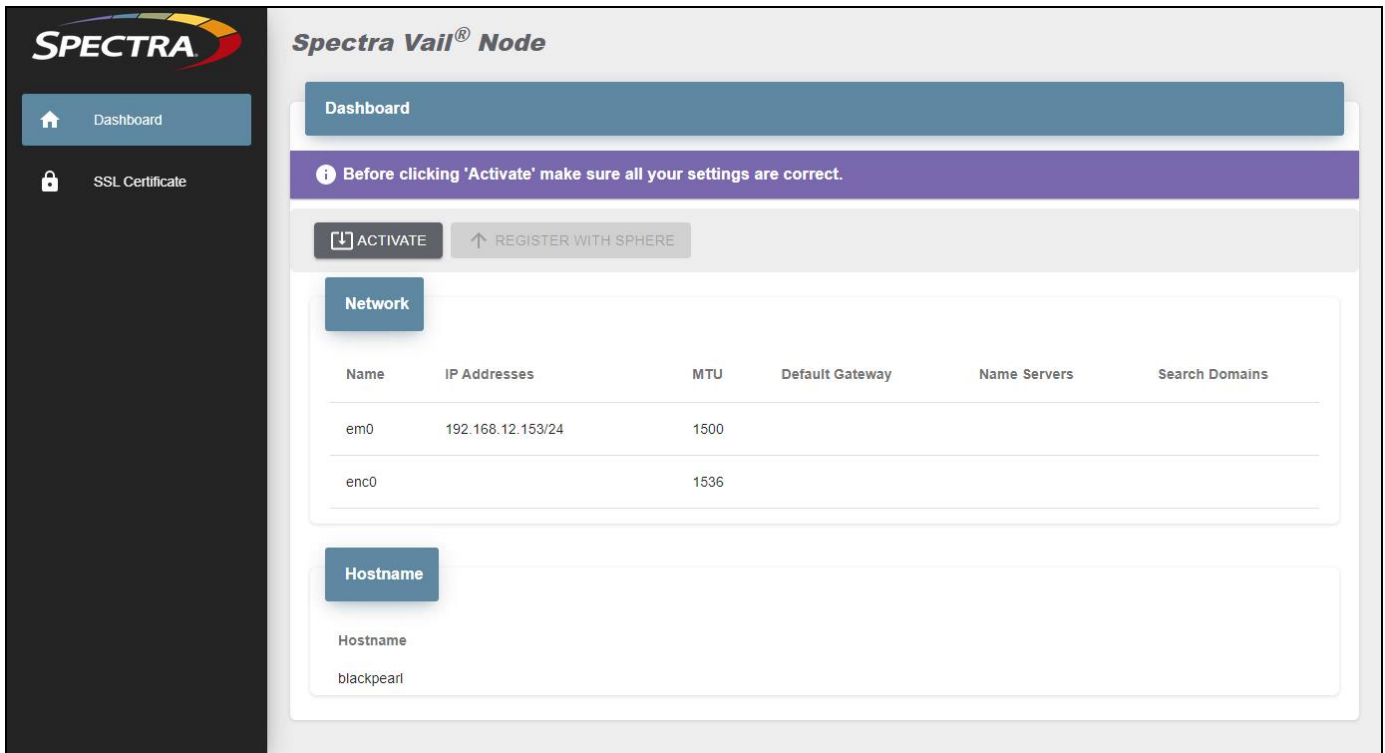 SPECTRA
Dashboard
SSL Certificate
Spectra Vail® Node
Dashboard
Before clicking 'Activate' make sure all your settings are correct.
ACTIVATE REGISTER WITH SPHERE
Network
Name IP Addresses MTU Default Gateway Name Servers Search Domains
em0 192.168.12.153/24 1500
enc0 1536
Hostname
Hostname
blackpearl